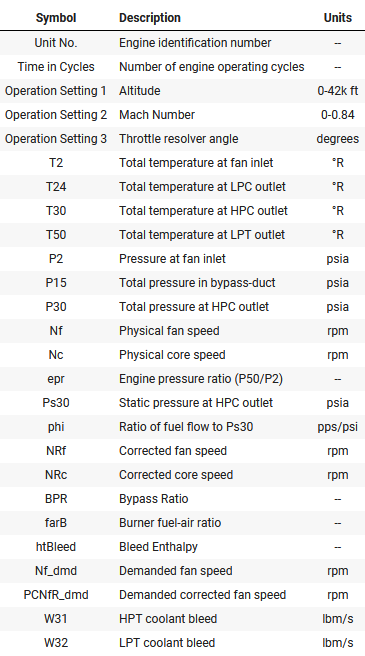 Symbol Description Units
Unit No. Engine identification number --
Time in Cycles Number of engine operating cycles --
Operation Setting 1 Altitude 0-42k ft
Operation Setting 2 Mach Number 0-0.84
Operation Setting 3 Throttle resolver angle degrees
T2 Total temperature at fan inlet °R
T24 Total temperature at LPC outlet °R
T30 Total temperature at HPC outlet °R
T50 Total temperature at LPT outlet °R
P2 Pressure at fan inlet psia
P15 Total pressure in bypass-duct psia
P30 Total pressure at HPC outlet psia
Nf Physical fan speed rpm
Nc Physical core speed rpm
epr Engine pressure ratio (P50/P2) --
Ps30 Static pressure at HPC outlet psia
phi Ratio of fuel flow to Ps30 pps/psi
NRf Corrected fan speed rpm
NRc Corrected core speed rpm
BPR Bypass Ratio --
farB Burner fuel-air ratio --
htBleed Bleed Enthalpy --
Nf_dmd Demanded fan speed rpm
PCNfR_dmd Demanded corrected fan speed rpm
W31 HPT coolant bleed lbm/s
W32 LPT coolant bleed lbm/s